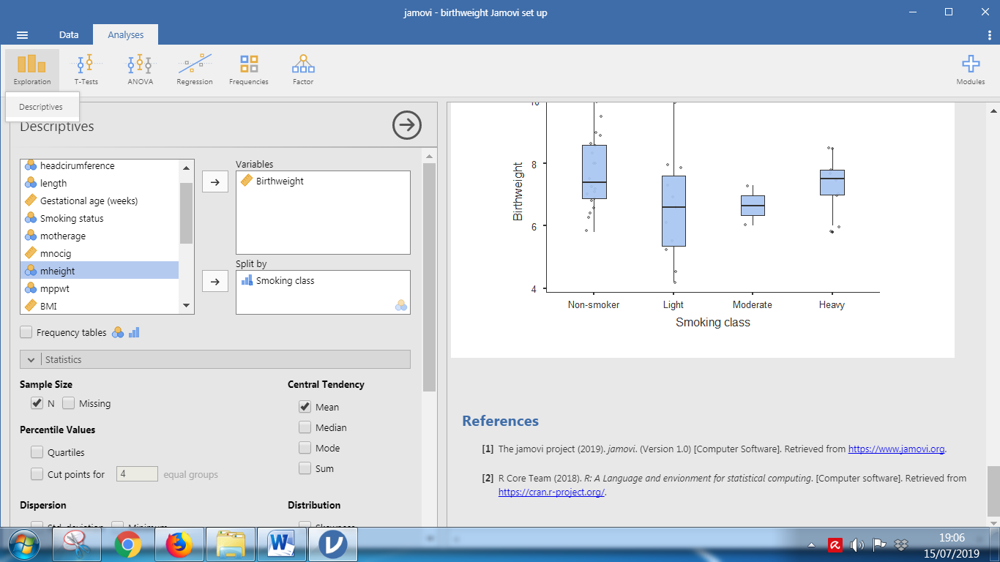 jamovi - birthweight Jamovi set up
Data
Analyses
Exploration
T-Tests
ANOVA
Regression
Frequencies
Factor
Modules
Descriptives
Descriptives
headcirumference
length
Gestational age (weeks)
Smoking status
motherage
mnocig
mheight
mppwt
BMI
Variables
Birthweight
Split by
Smoking class
Frequency tables
Statistics
Sample Size
N
Missing
Percentile Values
Quartiles
Cut points for 4 equal groups
Dispersion
Std. deviation
Minimum
Central Tendency
Mean
Median
Mode
Sum
Distribution
Skewness
10
8
6
4
Birthweight
Non-smoker
Light
Moderate
Heavy
Smoking class
References
[1] The jamovi project (2019). jamovi. (Version 1.0) [Computer Software]. Retrieved from https://www.jamovi.org.
[2] R Core Team (2018). R: A Language and envionment for statistical computing. [Computer software]. Retrieved from
https://cran.r-project.org/.
19:06
15/07/2019